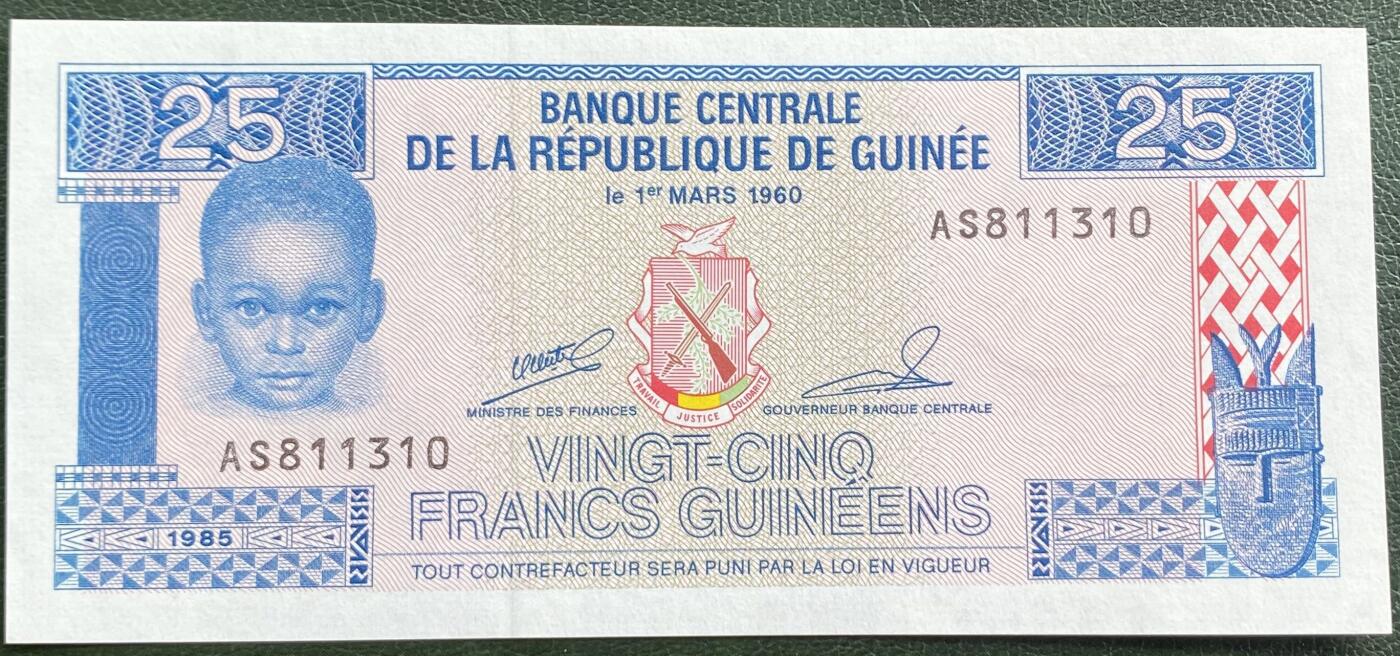 25
25
BANQUE CENTRALE
DE LA RÉPUBLIQUE DE GUINÉE
le 1er MARS 1960
AS811310
MINISTRE DES FINANCES
TRAVAIL JUSTICE SOLIDARITÉ
GOUVERNEUR BANQUE CENTRALE
AS811310
VINGT-CINQ
FRANCS GUINÉENS
1985
TOUT CONTREFACTEUR SERA PUNI PAR LA LOI EN VIGUEUR